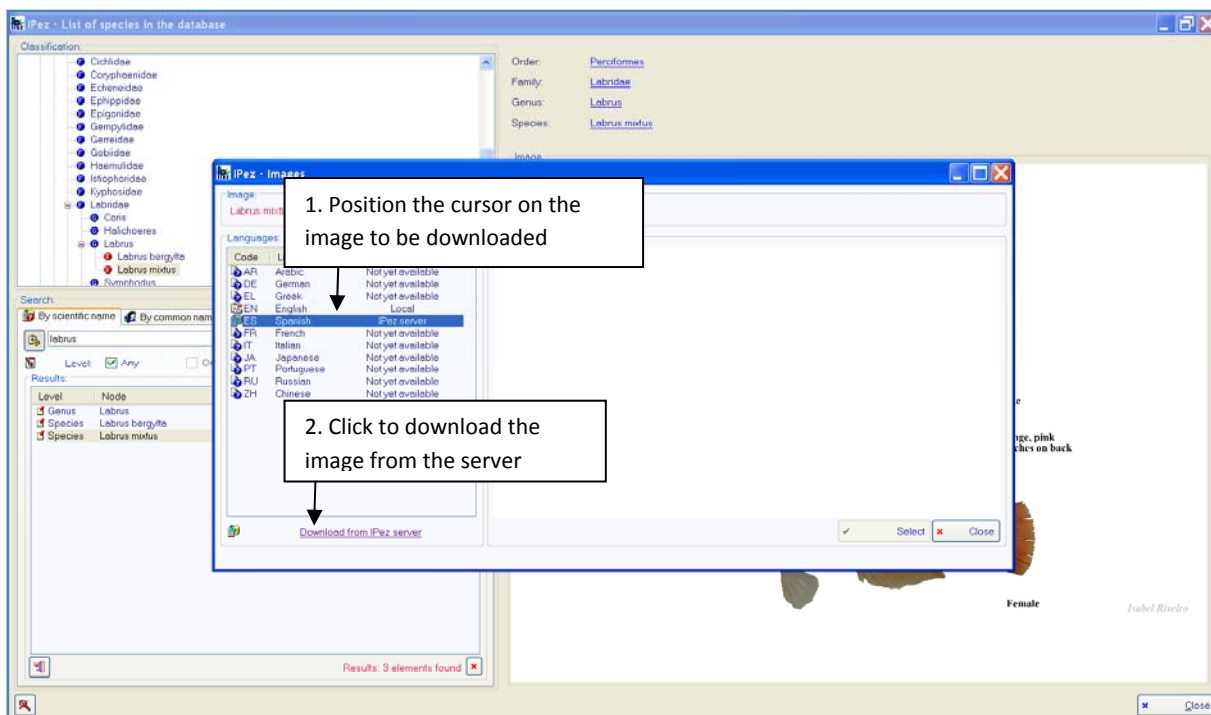 IPez - List of species in the database
Classification:
Cichlidae
Coryphaenidae
Echeneidae
Ephippidae
Epigonidae
Gempylidae
Gerreidae
Gobiidae
Haemulidae
Istiophoridae
Kyphosidae
Labridae
Coris
Halichoeres
Labrus
Labrus bergylta
Labrus mixtus
Symphodus
Order: Perciformes
Family: Labridae
Genus: Labrus
Species: Labrus mixtus
Image
Search:
By scientific name
By common nam
labrus
Level: Any
Results:
Level Node
Genus Labrus
Species Labrus bergylta
Species Labrus mixtus
Results: 3 elements found
IPez - Images
Image:
Labrus
Languages:
Code
AR Arabic Not yet available
DE German Not yet available
EL Greek Not yet available
EN English Local
ES Spanish IPez server
FR French Not yet available
IT Italian Not yet available
JA Japanese Not yet available
PT Portuguese Not yet available
RU Russian Not yet available
ZH Chinese Not yet available
1. Position the cursor on the
image to be downloaded
2. Click to download the
image from the server
Download from IPez server
Select
Close
pink
on back
Female
Isabel Riveiro
Close